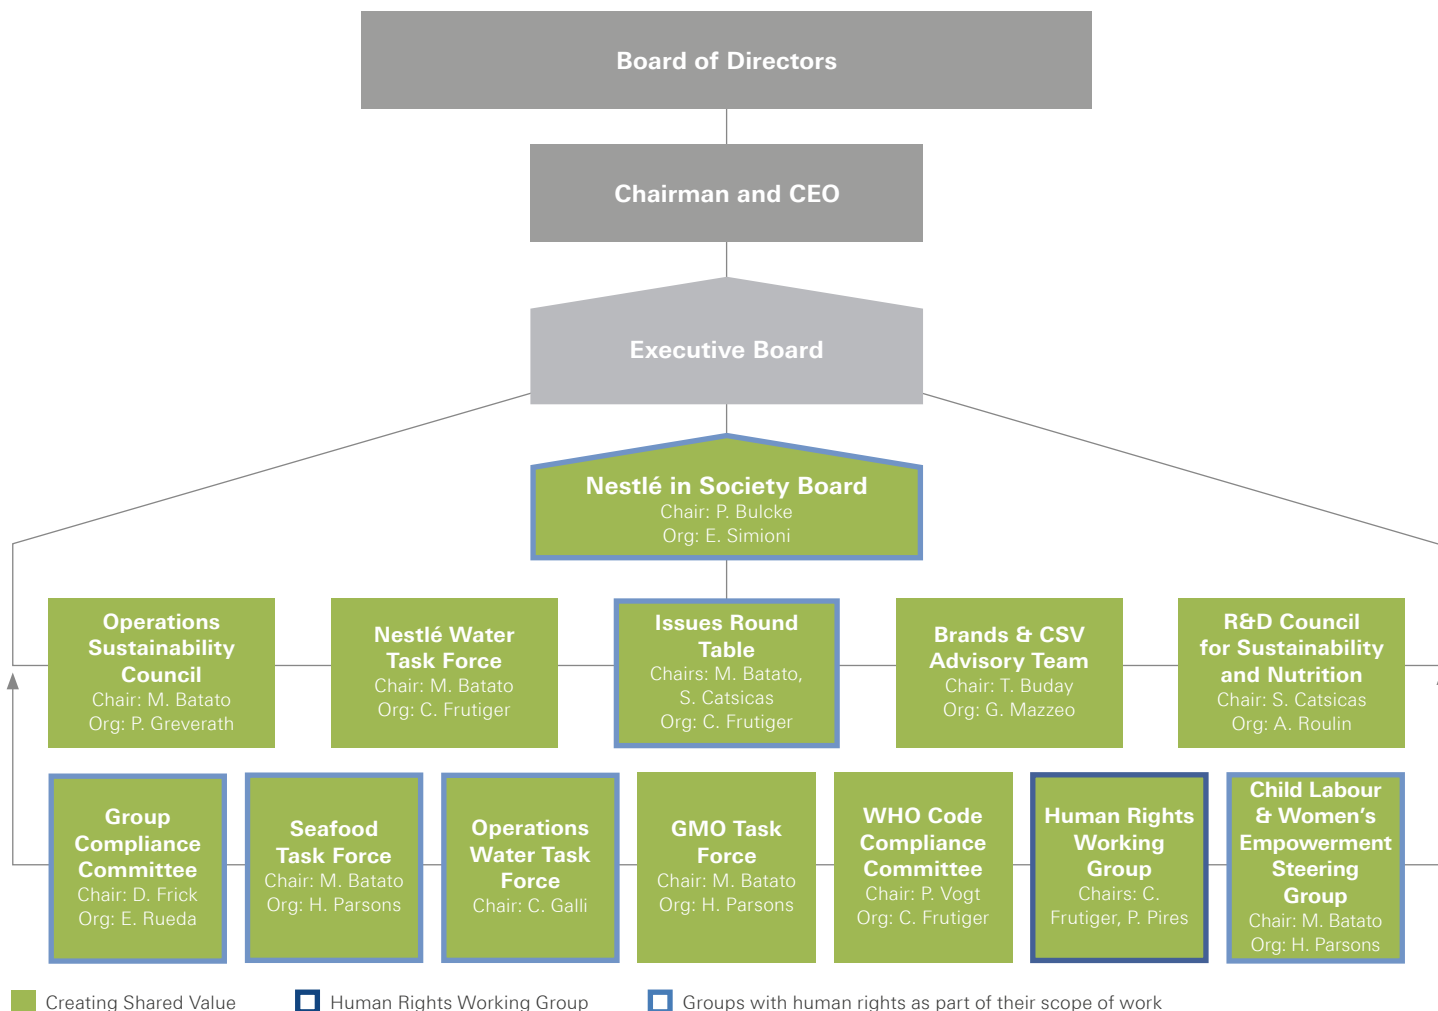 Board of Directors
Chairman and CEO
Executive Board
Nestlé in Society Board
Chair: P. Bulcke
Org: E. Simioni
Operations
Sustainability
Council
Chair: M. Batato
Org: P. Greverath
Nestlé Water
Task Force
Chair: M. Batato
Org: C. Frutiger
Issues Round
Table
Chairs: M. Batato,
S. Catsicas
Org: C. Frutiger
Brands & CSV
Advisory Team
Chair: T. Buday
Org: G. Mazzeo
R&D Council
for Sustainability
and Nutrition
Chair: S. Catsicas
Org: A. Roulin
Group
Compliance
Committee
Chair: D. Frick
Org: E. Rueda
Seafood
Task Force
Chair: M. Batato
Org: H. Parsons
Operations
Water Task
Force
Chair: C. Galli
GMO Task
Force
Chair: M. Batato
Org: H. Parsons
WHO Code
Compliance
Committee
Chair: P. Vogt
Org: C. Frutiger
Human Rights
Working
Group
Chairs: C.
Frutiger, P. Pires
Child Labour
& Women’s
Empowerment
Steering
Group
Chair: M. Batato
Org: H. Parsons
Creating Shared Value
Human Rights Working Group
Groups with human rights as part of their scope of work